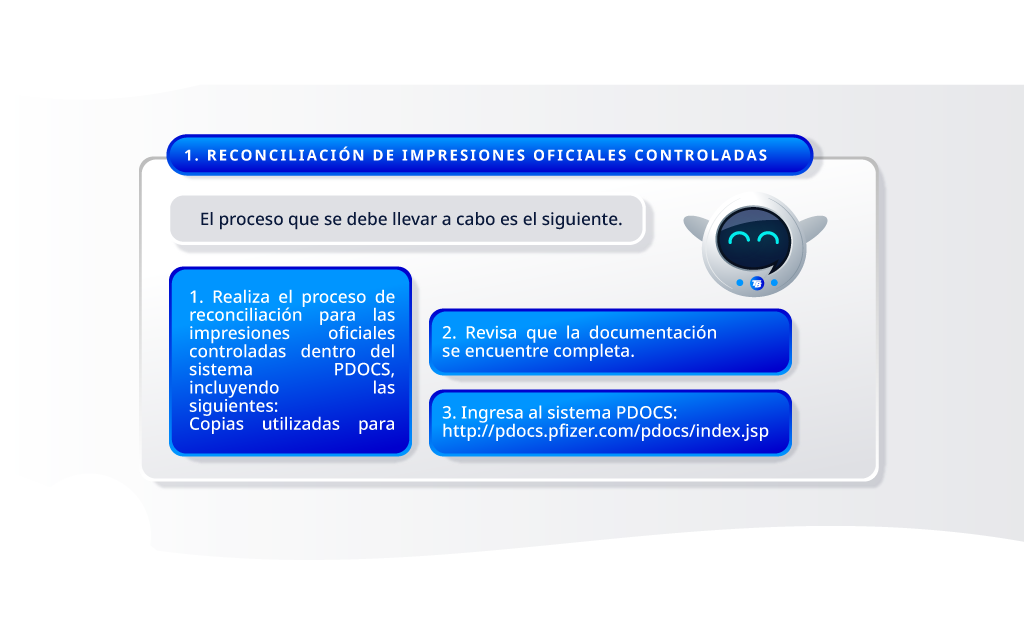 1. RECONCILIACIÓN DE IMPRESIONES OFICIALES CONTROLADAS
El proceso que se debe llevar a cabo es el siguiente.
1. Realiza el proceso de
reconciliación para las
impresiones oficiales
controladas dentro del
sistema PDOCS,
incluyendo las
siguientes:
Copias utilizadas para
2. Revisa que la documentación
se encuentre completa.
3. Ingresa al sistema PDOCS:
http://pdocs.pfizer.com/pdocs/index.jsp